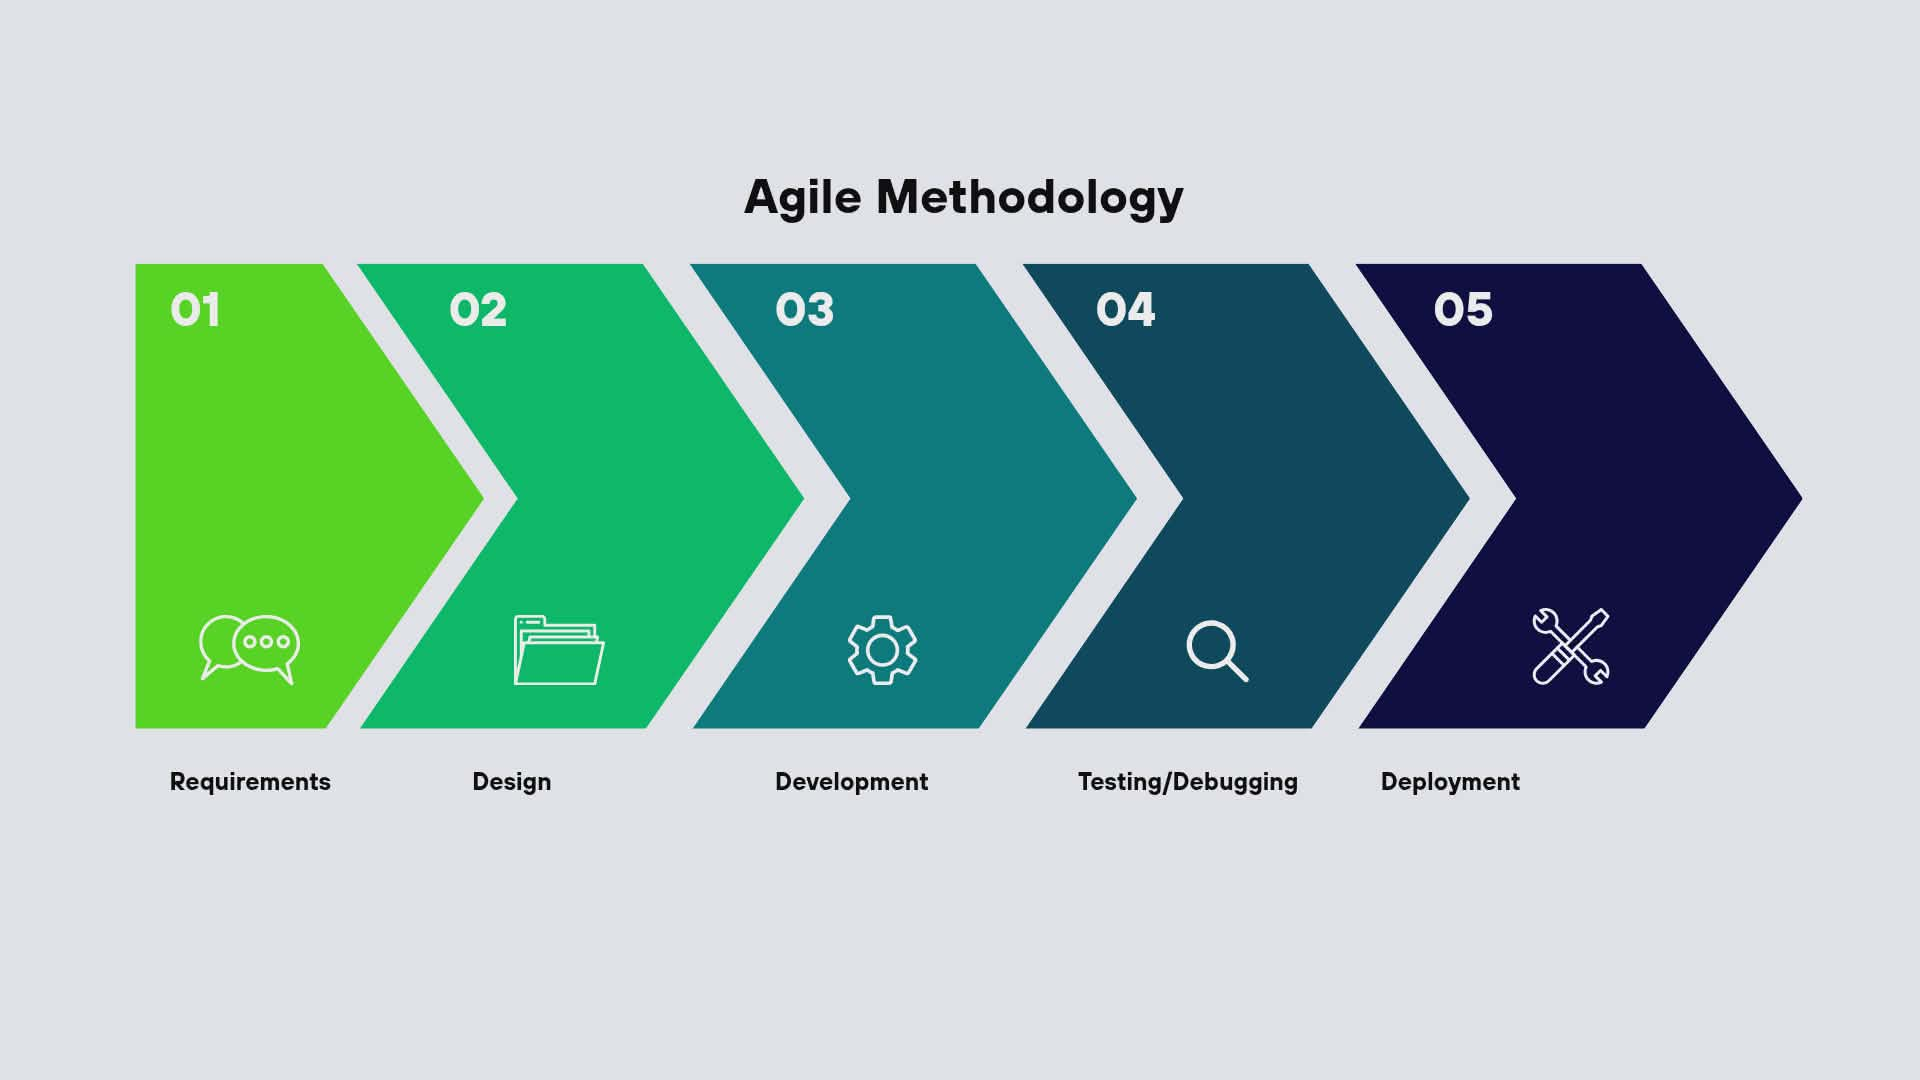 Agile Methodology
01
02
03
04
05
Requirements
Design
Development
Testing/Debugging
Deployment